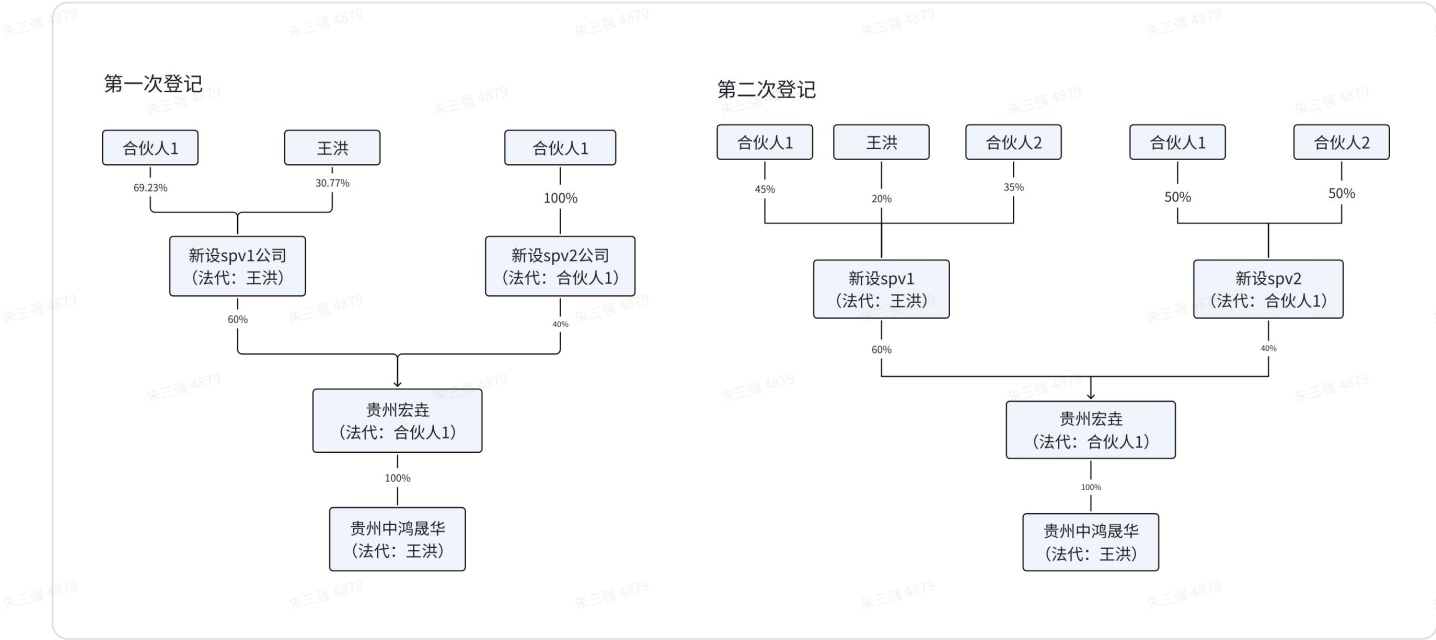 第一次登记
合伙人1
王洪
合伙人1
69.23%
30.77%
100%
新设spv1公司
（法代：王洪）
新设spv2公司
（法代：合伙人1）
60%
40%
贵州宏垚
（法代：合伙人1）
100%
贵州中鸿晟华
（法代：王洪）
第二次登记
合伙人1
王洪
合伙人2
合伙人1
合伙人2
45%
20%
35%
50%
50%
新设spv1
（法代：王洪）
新设spv2
（法代：合伙人1）
60%
40%
贵州宏垚
（法代：合伙人1）
100%
贵州中鸿晟华
（法代：王洪）
朱三强 4879